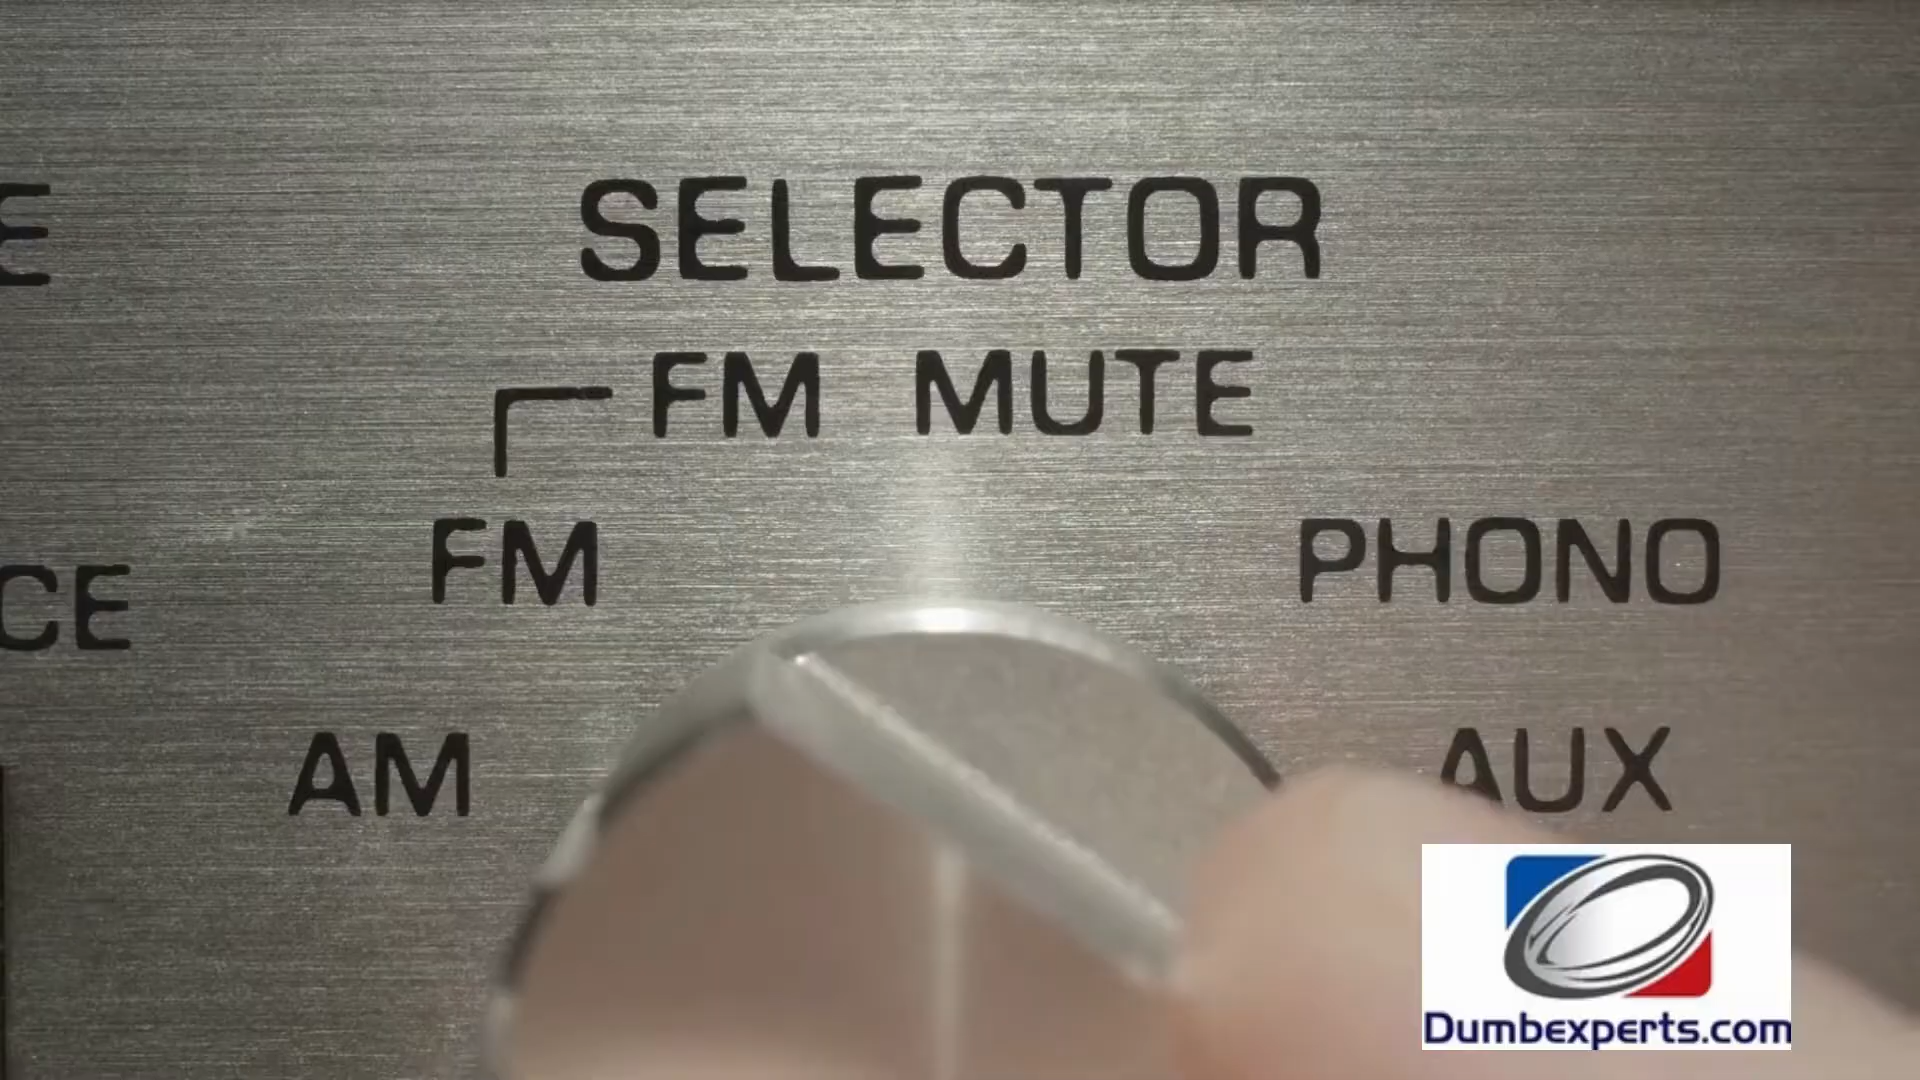 SELECTOR
FM MUTE
FM
PHONO
AM
AUX
Dumbexperts.com